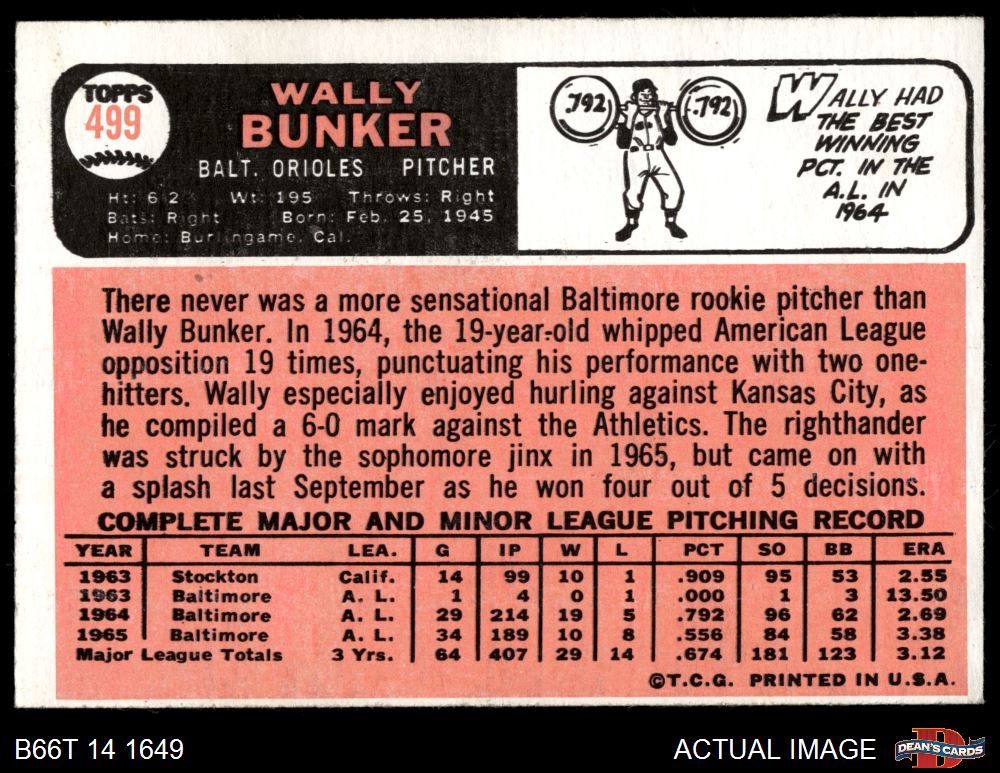 TOPPS
499
WALLY
BUNKER
BALT. ORIOLES PITCHER
Ht: 6 2 Wt: 195 Throws: Right
Bats: Right Born: Feb. 25, 1945
Home: Burlingame, Cal.
.792 .792
WALLY HAD
THE BEST
WINNING
PCT. IN THE
A.L. IN
1964
There never was a more sensational Baltimore rookie pitcher than
Wally Bunker. In 1964, the 19-year-old whipped American League
opposition 19 times, punctuating his performance with two one-
hitters. Wally especially enjoyed hurling against Kansas City, as
he compiled a 6-0 mark against the Athletics. The righthander
was struck by the sophomore jinx in 1965, but came on with
a splash last September as he won four out of 5 decisions.
COMPLETE MAJOR AND MINOR LEAGUE PITCHING RECORD
YEAR TEAM LEA. G IP W L PCT SO BB ERA
1963 Stockton Calif. 14 99 10 1 .909 95 53 2.55
1963 Baltimore A. L. 1 4 0 1 .000 1 3 13.50
1964 Baltimore A. L. 29 214 19 5 .792 96 62 2.69
1965 Baltimore A. L. 34 189 10 8 .556 84 58 3.38
Major League Totals 3 Yrs. 64 407 29 14 .674 181 123 3.12
©T.C.G. PRINTED IN U.S.A.
B66T 14 1649
ACTUAL IMAGE
D
DEAN'S CARDS